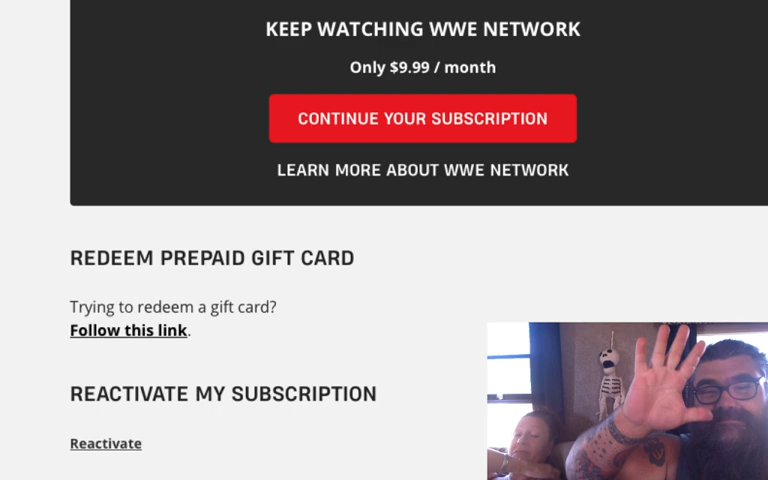 KEEP WATCHING WWE NETWORK
Only $9.99 / month
CONTINUE YOUR SUBSCRIPTION
LEARN MORE ABOUT WWE NETWORK
REDEEM PREPAID GIFT CARD
Trying to redeem a gift card?
Follow this link.
REACTIVATE MY SUBSCRIPTION
Reactivate